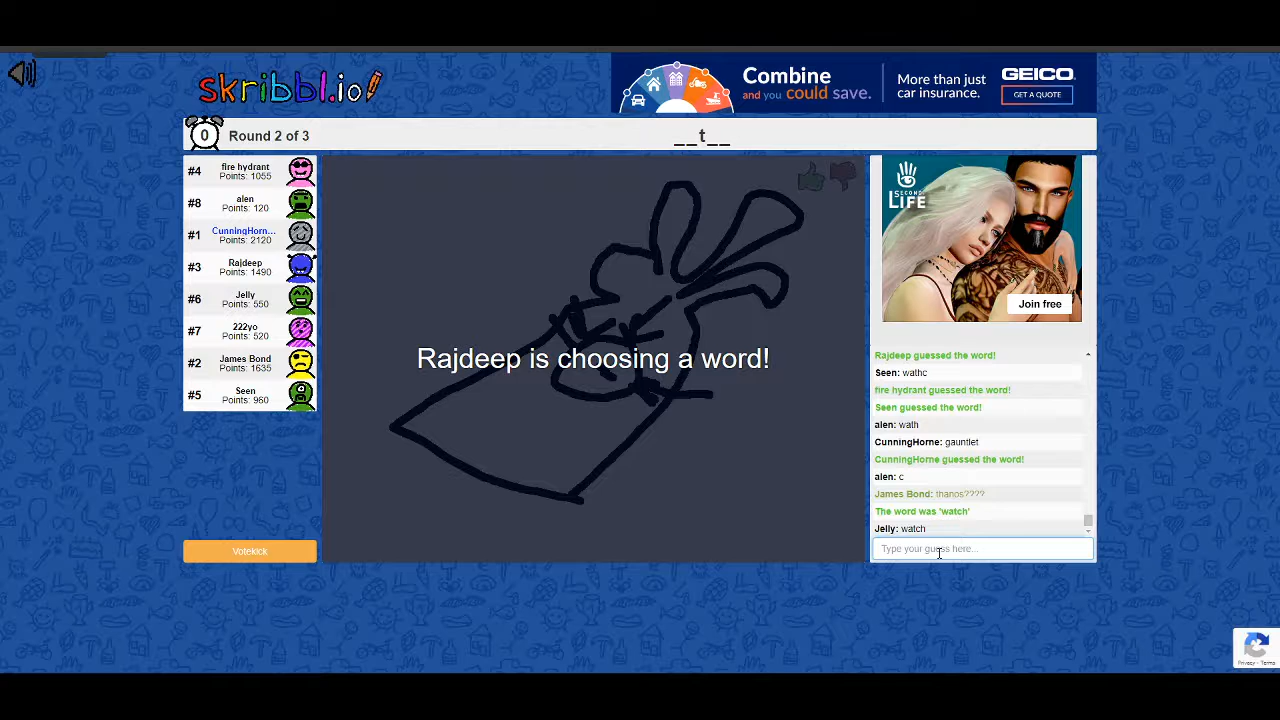 skribbl.io
Combine
and you could save.
More than just
car insurance.
GEICO
GET A QUOTE
0
Round 2 of 3
__t__
#4
fire hydrant
Points: 1055
#8
alen
Points: 120
#1
CunningHorn...
Points: 2120
#3
Rajdeep
Points: 1490
#6
Jelly
Points: 550
#7
222yo
Points: 520
#2
James Bond
Points: 1635
#5
Seen
Points: 960
Votekick
Rajdeep is choosing a word!
SECOND
LIFE
Join free
Rajdeep guessed the word!
Seen: wathc
fire hydrant guessed the word!
Seen guessed the word!
alen: wath
CunningHorne: gauntlet
CunningHorne guessed the word!
alen: c
James Bond: thanos????
The word was 'watch'
Jelly: watch
Type your guess here...
Privacy - Terms